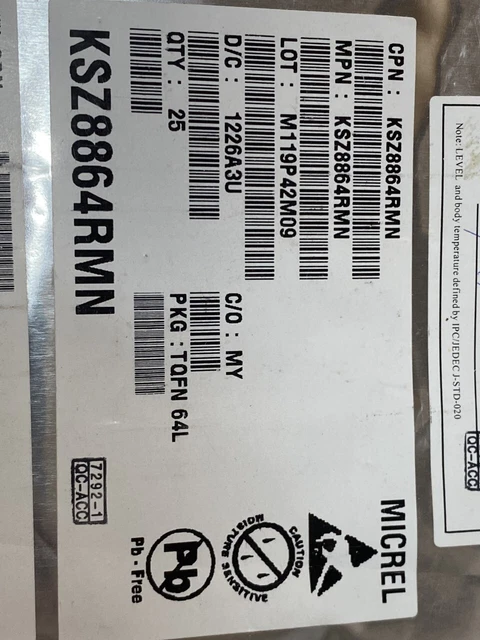 MICREL
CPN : KSZ8864RMN
MPN : KSZ8864RMN
LOT : M119P42M09
D/C : 1226A3U
C/O : MY
QTY : 25
PKG : TQFN 64L
KSZ8864RMN
CAUTION
MOISTURE SENSITIVE
Pb
Pb - Free
7292-1
QC-ACC
Note: LEVEL and body temperature defined by IPC/JEDEC J-STD-020
QC-ACC